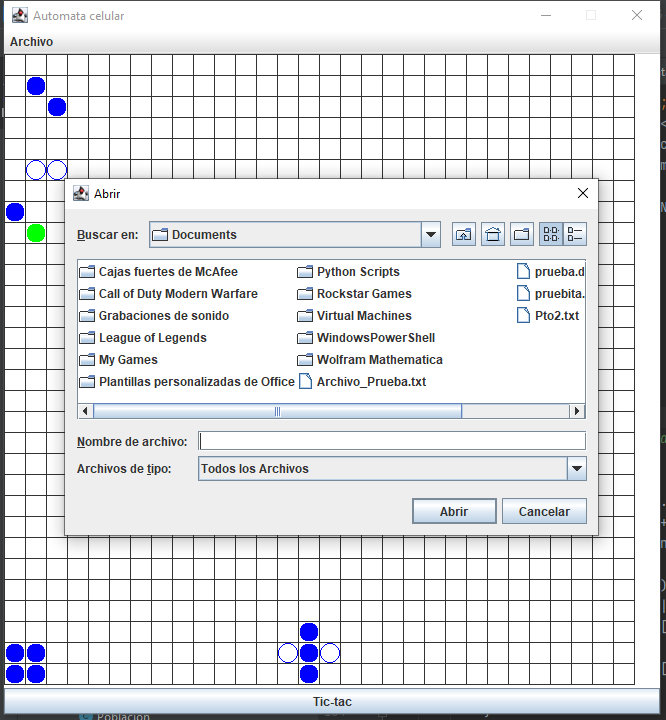 Automata celular
Archivo
Abrir
Buscar en: Documents
Cajas fuertes de McAfee
Call of Duty Modern Warfare
Grabaciones de sonido
League of Legends
My Games
Plantillas personalizadas de Office
Python Scripts
Rockstar Games
Virtual Machines
WindowsPowerShell
Wolfram Mathematica
Archivo_Prueba.txt
prueba.d
pruebita.
Pto2.txt
Nombre de archivo:
Archivos de tipo: Todos los Archivos
Abrir Cancelar
Tic-tac
Población